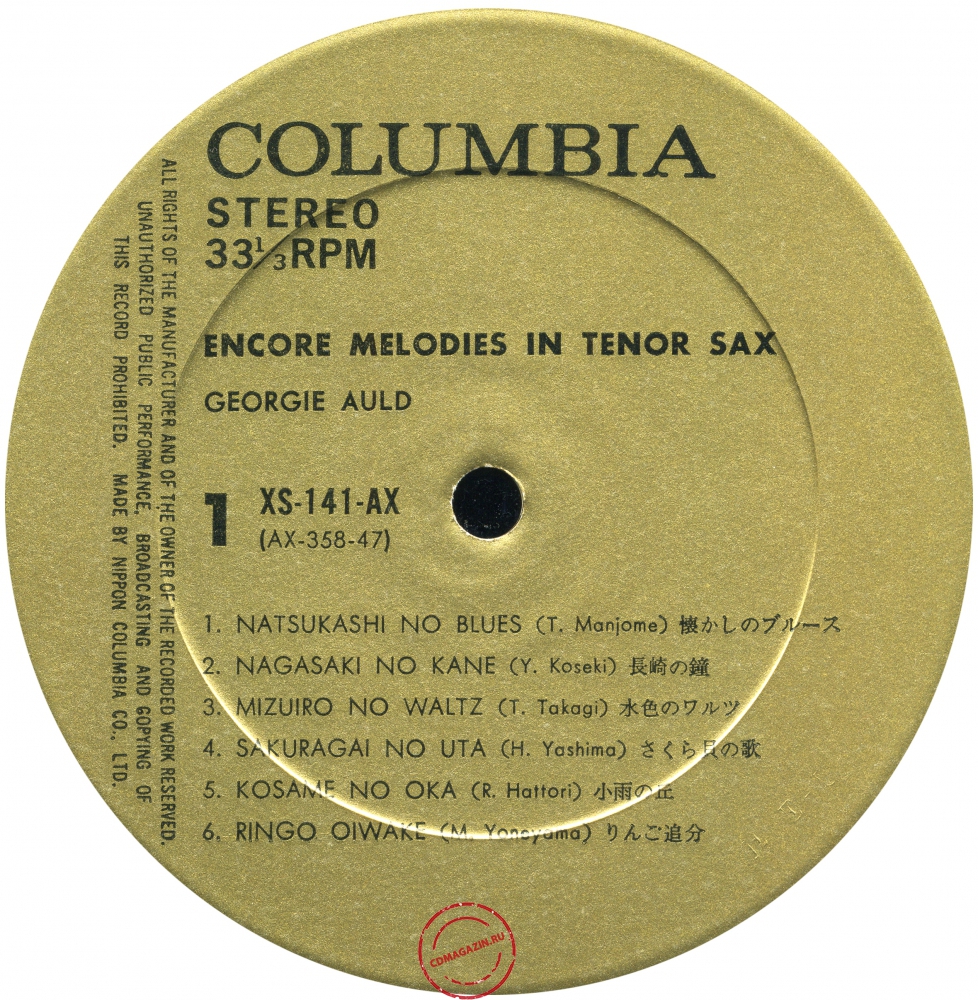 COLUMBIA
STEREO
33 1/3 RPM
ENCORE MELODIES IN TENOR SAX
GEORGIE AULD
1 XS-141-AX
(AX-358-47)
1. NATSUKASHI NO BLUES (T. Manjome) 懐かしのブルース
2. NAGASAKI NO KANE (Y. Koseki) 長崎の鐘
3. MIZUIRO NO WALTZ (T. Takagi) 水色のワルツ
4. SAKURAGAI NO UTA (H. Yashima) さくら貝の歌
5. KOSAME NO OKA (R. Hattori) 小雨の丘
6. RINGO OIWAKE (M. Yoneyama) りんご追分
ALL RIGHTS OF THE MANUFACTURER AND OF THE OWNER OF THE RECORDED WORK RESERVED.
UNAUTHORIZED PUBLIC PERFORMANCE, BROADCASTING AND GOPYING OF
THIS RECORD PROHIBITED. MADE BY NIPPON COLUMBIA CO., LTD.
CDMAGAZIN.RU